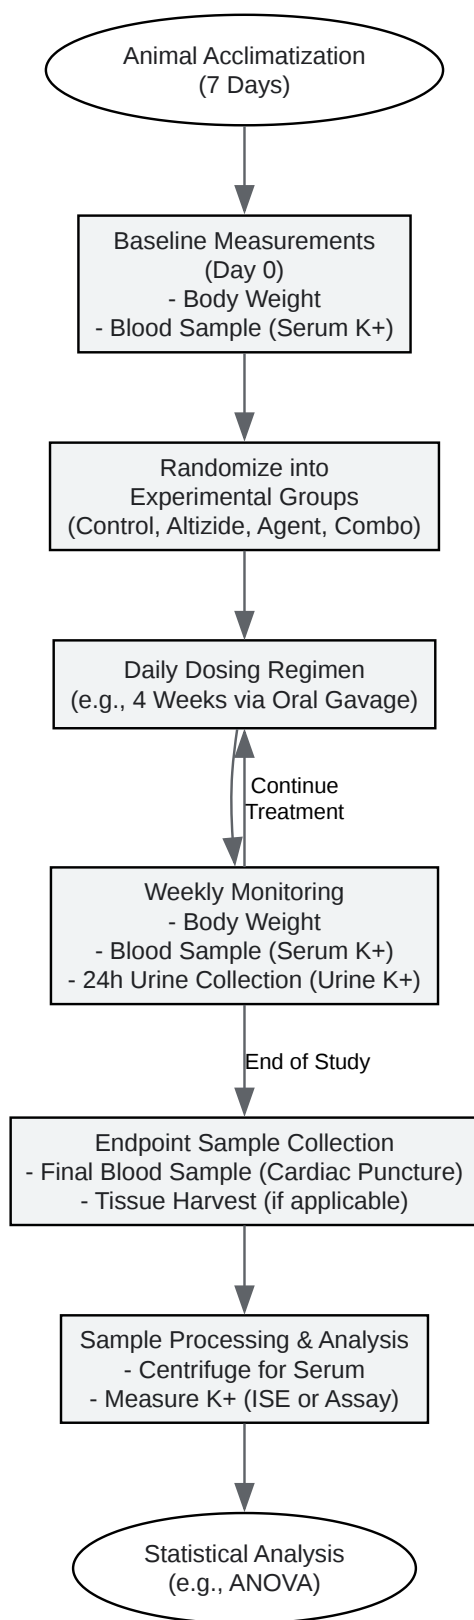 Animal Acclimatization
(7 Days)
Baseline Measurements
(Day 0)
- Body Weight
- Blood Sample (Serum K+)
Randomize into
Experimental Groups
(Control, Altizide, Agent, Combo)
Daily Dosing Regimen
(e.g., 4 Weeks via Oral Gavage)
Continue
Treatment
Weekly Monitoring
- Body Weight
- Blood Sample (Serum K+)
- 24h Urine Collection (Urine K+)
End of Study
Endpoint Sample Collection
- Final Blood Sample (Cardiac Puncture)
- Tissue Harvest (if applicable)
Sample Processing & Analysis
- Centrifuge for Serum
- Measure K+ (ISE or Assay)
Statistical Analysis
(e.g., ANOVA)